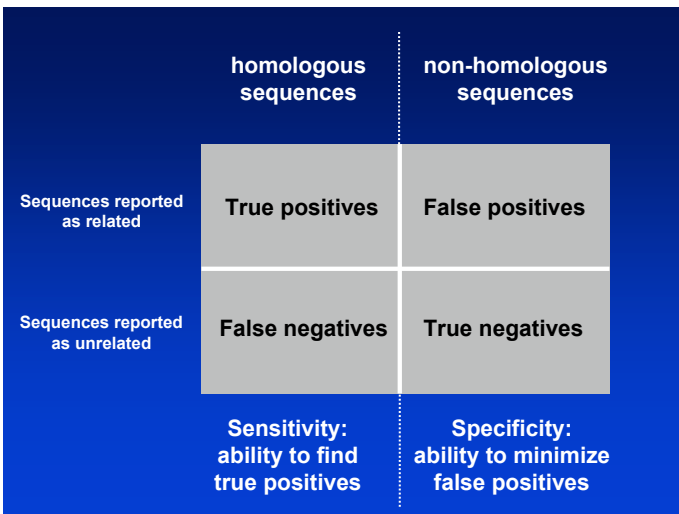 homologous
sequences
non-homologous
sequences
Sequences reported
as related
True positives
False positives
Sequences reported
as unrelated
False negatives
True negatives
Sensitivity:
ability to find
true positives
Specificity:
ability to minimize
false positives